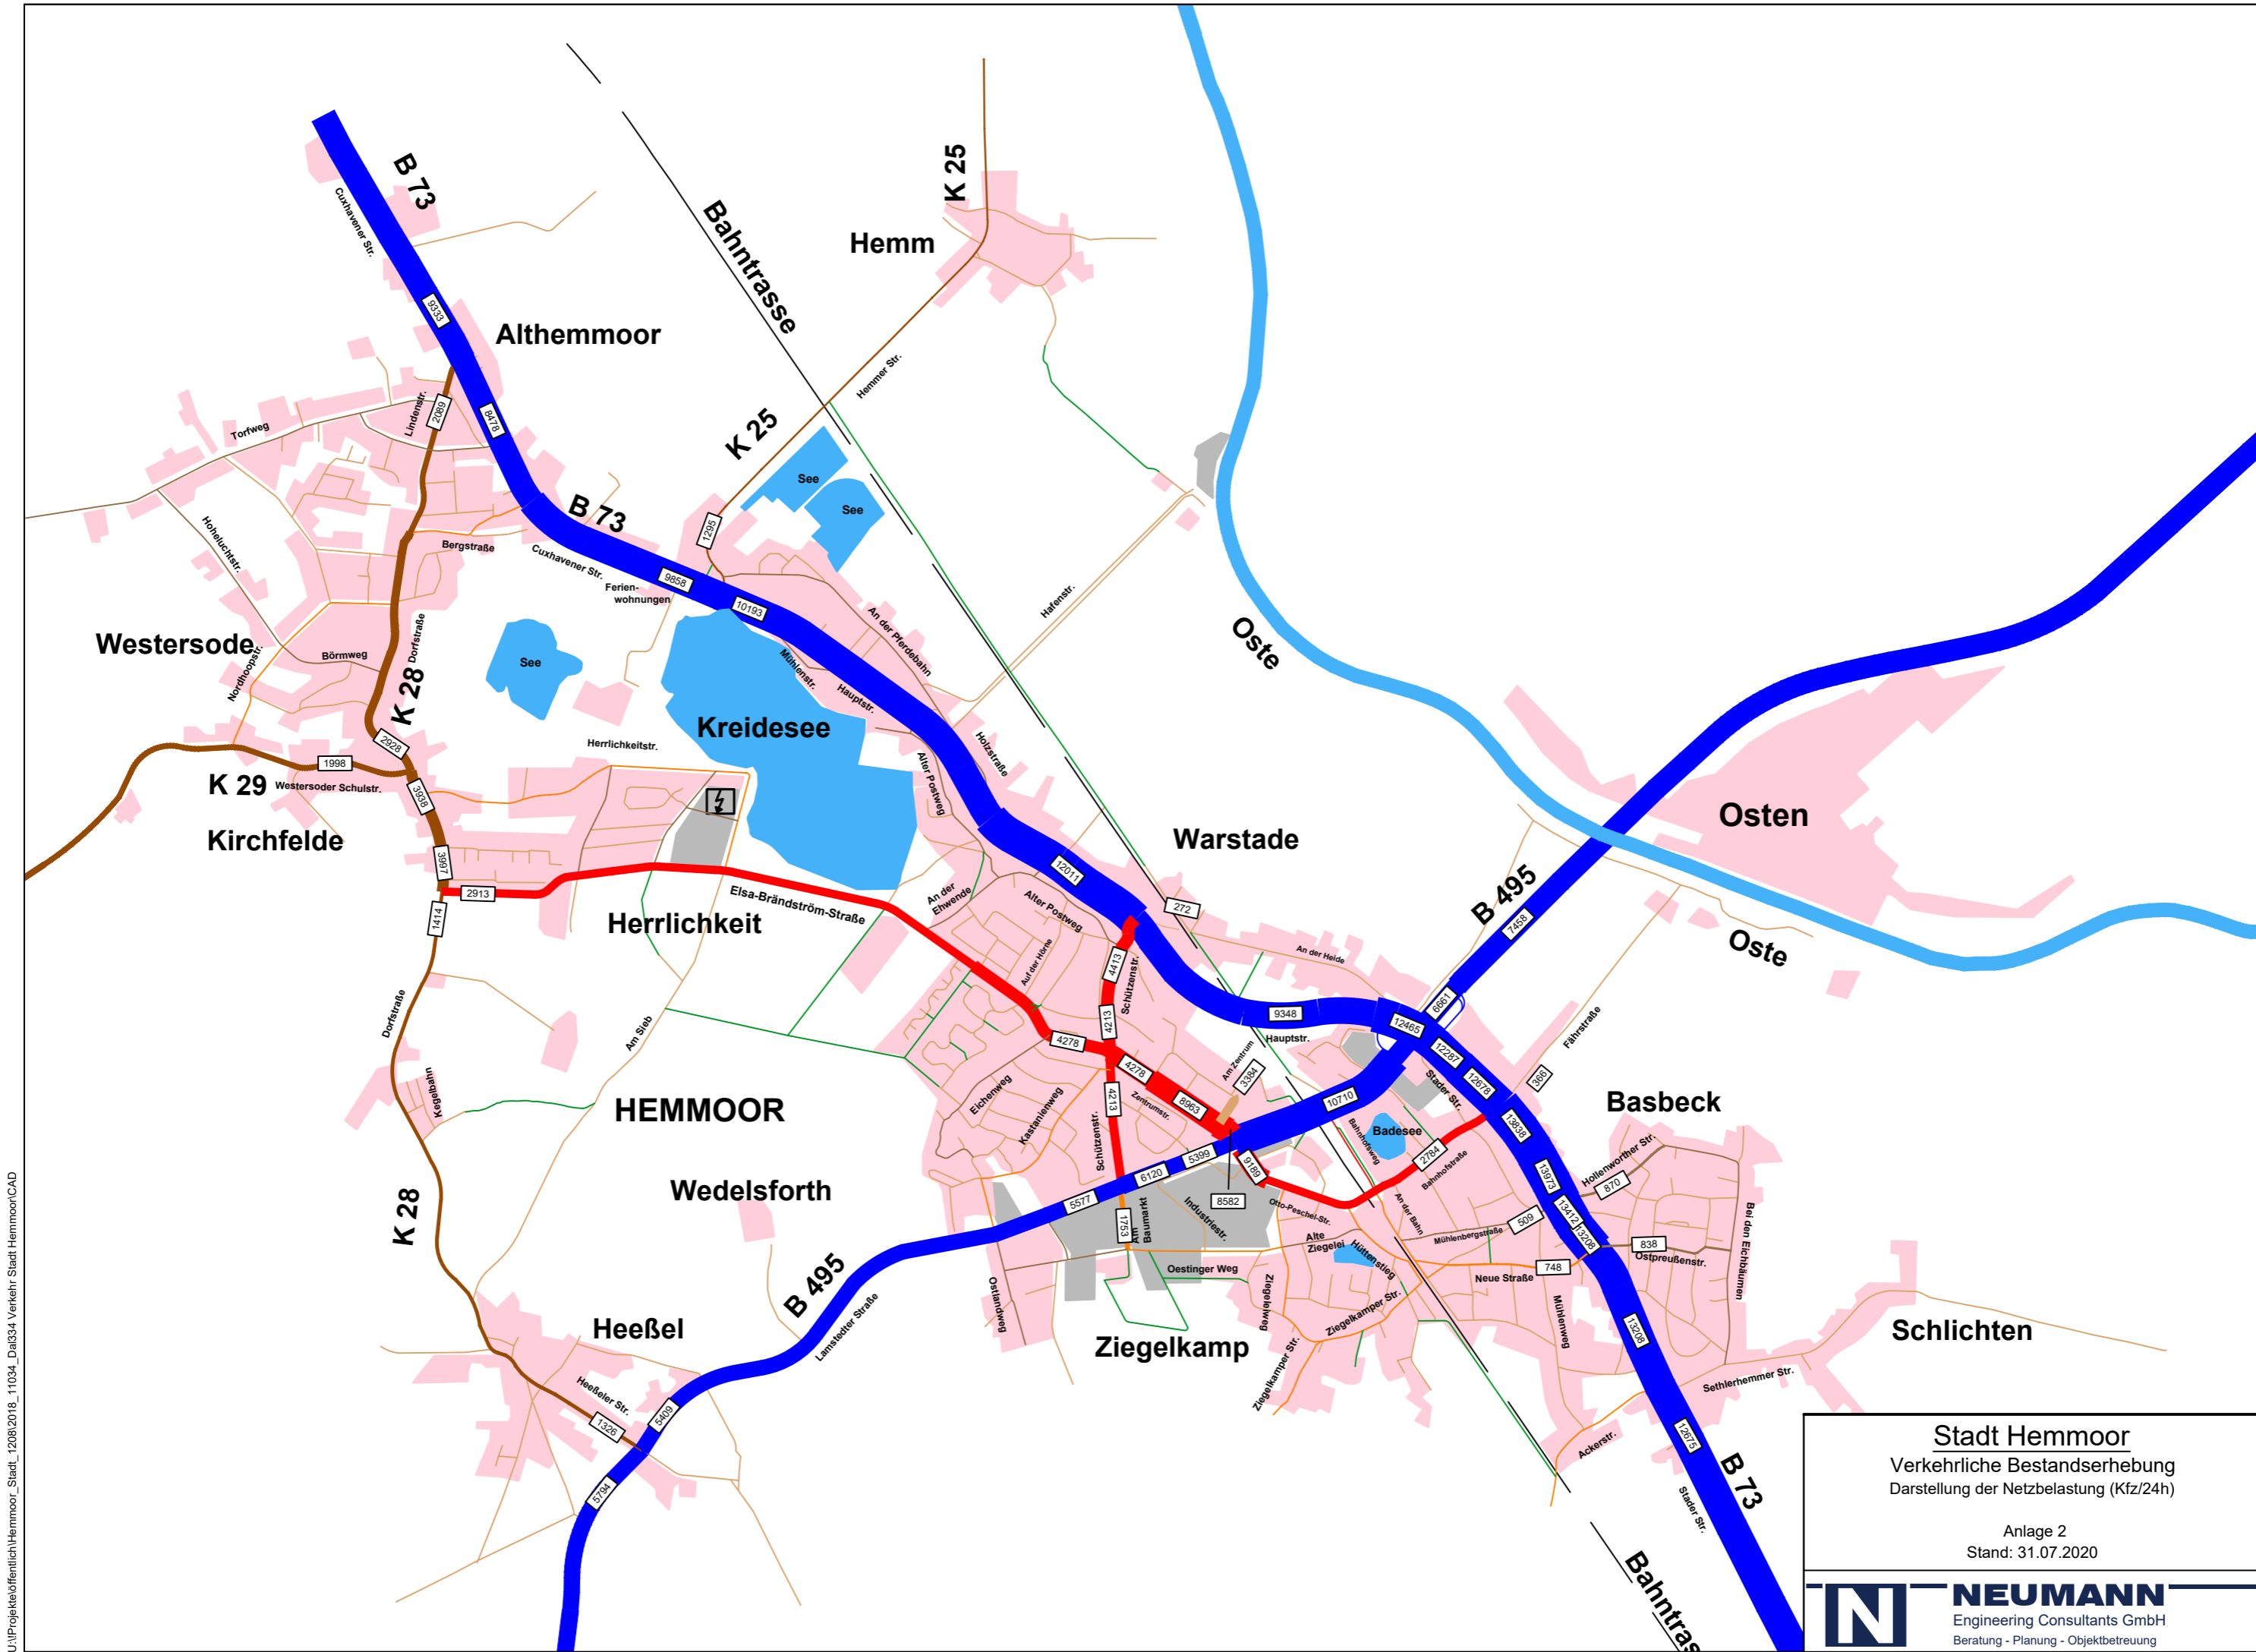 B 73
Cuxhavener Str.
K 25
Hemm
Bahntrasse
9333
Althemmoor
Hemmer Str.
Lindenstr.
2089
8478
Torfweg
K 25
See
See
B 73
1295
Hoheluchtstr.
Bergstraße
Cuxhavener Str.
Ferien-
wohnungen
9858
10193
Hafenstr.
An der Pferdebahn
Oste
Westersode
Börmweg
Dorfstraße
See
Mühlenstr.
Hauptstr.
Nordhoopstr.
K 28
Kreidesee
2928
Herrlichkeitstr.
Holzstraße
1998
K 29
Westersoder Schulstr.
3938
Alter Postweg
Osten
Kirchfelde
Warstade
3997
12011
2913
Elsa-Brändström-Straße
An der
Ehwende
Alter Postweg
272
B 495
7458
1414
Herrlichkeit
Auf der Hörne
4413
Schützenstr.
An der Heide
Oste
Dorfstraße
Am Sieb
4213
9348
Hauptstr.
12465
6661
4278
12287
Fährstraße
4278
Am Zentrum
3384
12678
366
Kegelbahn
HEMMOOR
Eichenweg
Kastanienweg
4213
Zentrumstr.
8963
10710
Stader Str.
Basbeck
Badesee
13838
Schützenstr.
Bahnhofsweg
2784
Bahnhofstraße
5399
6120
9189
Hollenworther Str.
870
13973
K 28
Wedelsforth
5577
8582
Otto-Peschel-Str.
An der Bahn
509
13412
1753
Am
Baumarkt
Industriestr.
Mühlenbergstraße
13208
838
Ostpreußenstr.
Bei den Eichbäumen
Alte
Ziegelei
Hüttenstieg
Oestinger Weg
748
Neue Straße
B 495
Ostlandweg
Ziegeleiweg
Ziegelkamper Str.
Mühlenweg
13208
Heeßel
Lamstedter Straße
Ziegelkamp
Ziegelkamper Str.
Schlichten
Sethlerhemmer Str.
Heeßeler Str.
1326
5409
Ackerstr.
12675
B 73
5794
Stader Str.
Bahntras
Stadt Hemmoor
Verkehrliche Bestandserhebung
Darstellung der Netzbelastung (Kfz/24h)
Anlage 2
Stand: 31.07.2020
N NEUMANN
Engineering Consultants GmbH
Beratung - Planung - Objektbetreuung